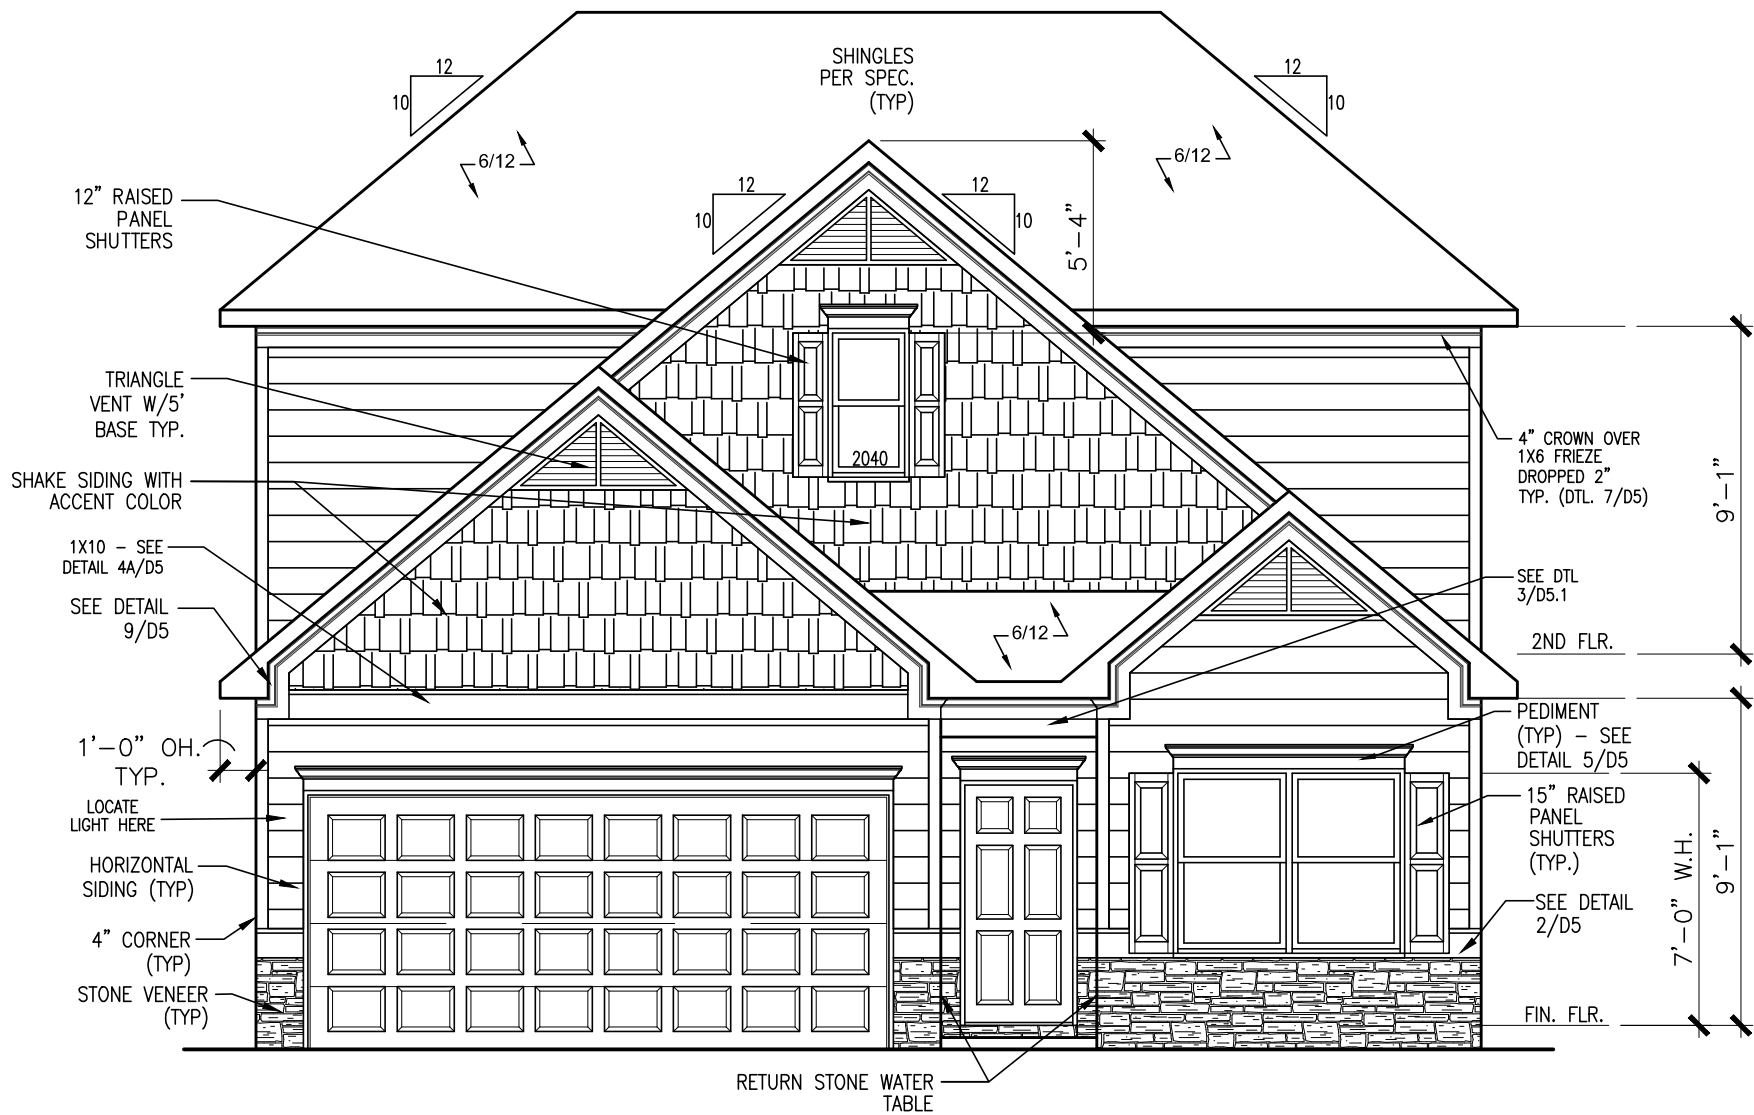 SHINGLES
PER SPEC.
(TYP)
12
10
12
10
6/12
6/12
12
10
12
10
5'-4"
12" RAISED
PANEL
SHUTTERS
TRIANGLE
VENT W/5'
BASE TYP.
SHAKE SIDING WITH
ACCENT COLOR
1X10 - SEE
DETAIL 4A/D5
SEE DETAIL
9/D5
1'-0" OH.
TYP.
LOCATE
LIGHT HERE
HORIZONTAL
SIDING (TYP)
4" CORNER
(TYP)
STONE VENEER
(TYP)
2040
6/12
4" CROWN OVER
1X6 FRIEZE
DROPPED 2"
TYP. (DTL. 7/D5)
9'-1"
SEE DTL
3/D5.1
2ND FLR.
PEDIMENT
(TYP) - SEE
DETAIL 5/D5
15" RAISED
PANEL
SHUTTERS
(TYP.)
7'-0" W.H.
9'-1"
SEE DETAIL
2/D5
FIN. FLR.
RETURN STONE WATER
TABLE